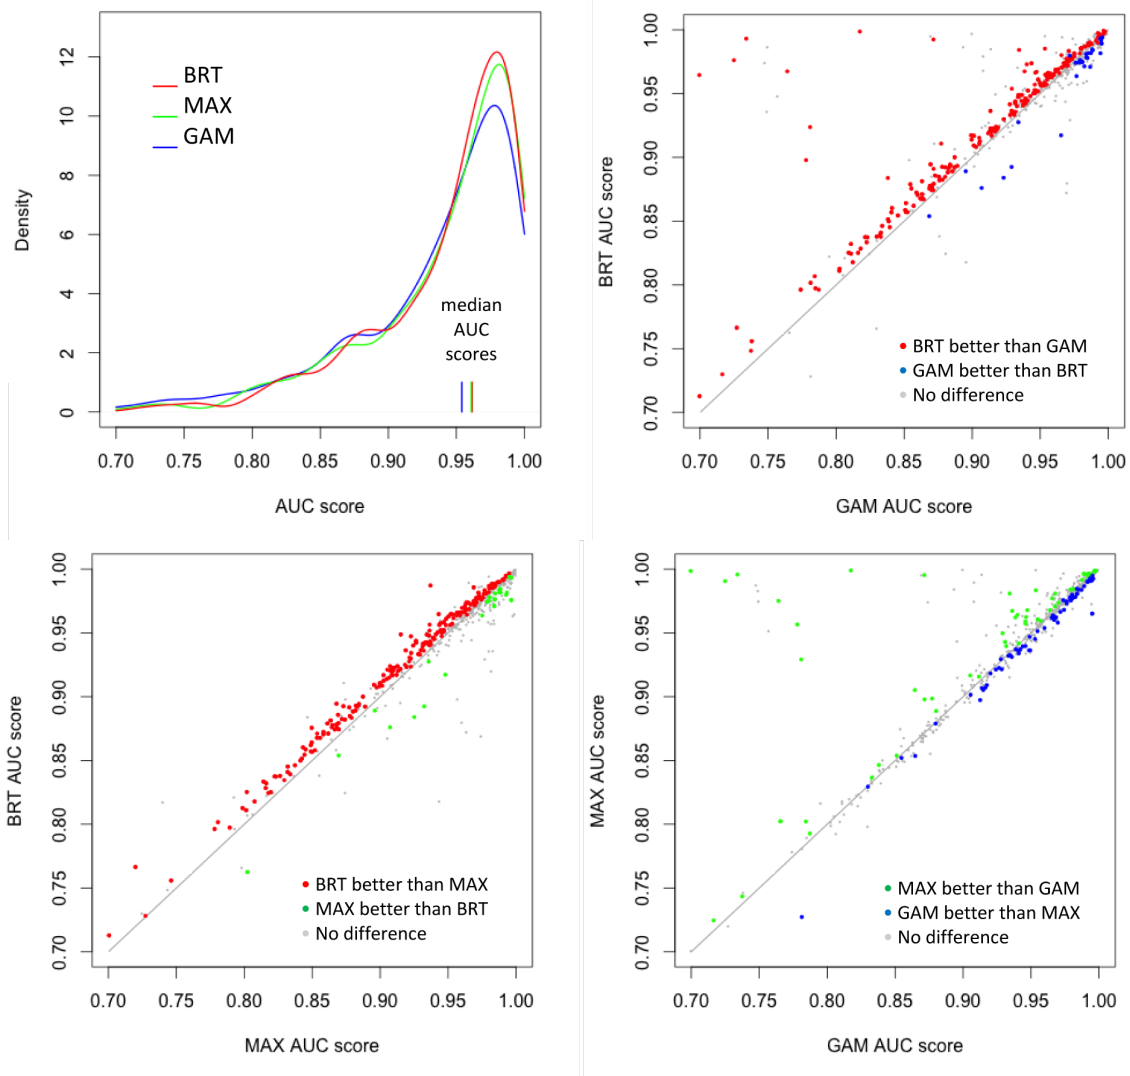 BRT
MAX
GAM
median
AUC
scores
Density
0
2
4
6
8
10
12
0.70
0.75
0.80
0.85
0.90
0.95
1.00
AUC score
BRT AUC score
0.70
0.75
0.80
0.85
0.90
0.95
1.00
BRT better than GAM
GAM better than BRT
No difference
0.70
0.75
0.80
0.85
0.90
0.95
1.00
GAM AUC score
BRT AUC score
0.70
0.75
0.80
0.85
0.90
0.95
1.00
BRT better than MAX
MAX better than BRT
No difference
0.70
0.75
0.80
0.85
0.90
0.95
1.00
MAX AUC score
MAX AUC score
0.70
0.75
0.80
0.85
0.90
0.95
1.00
MAX better than GAM
GAM better than MAX
No difference
0.70
0.75
0.80
0.85
0.90
0.95
1.00
GAM AUC score